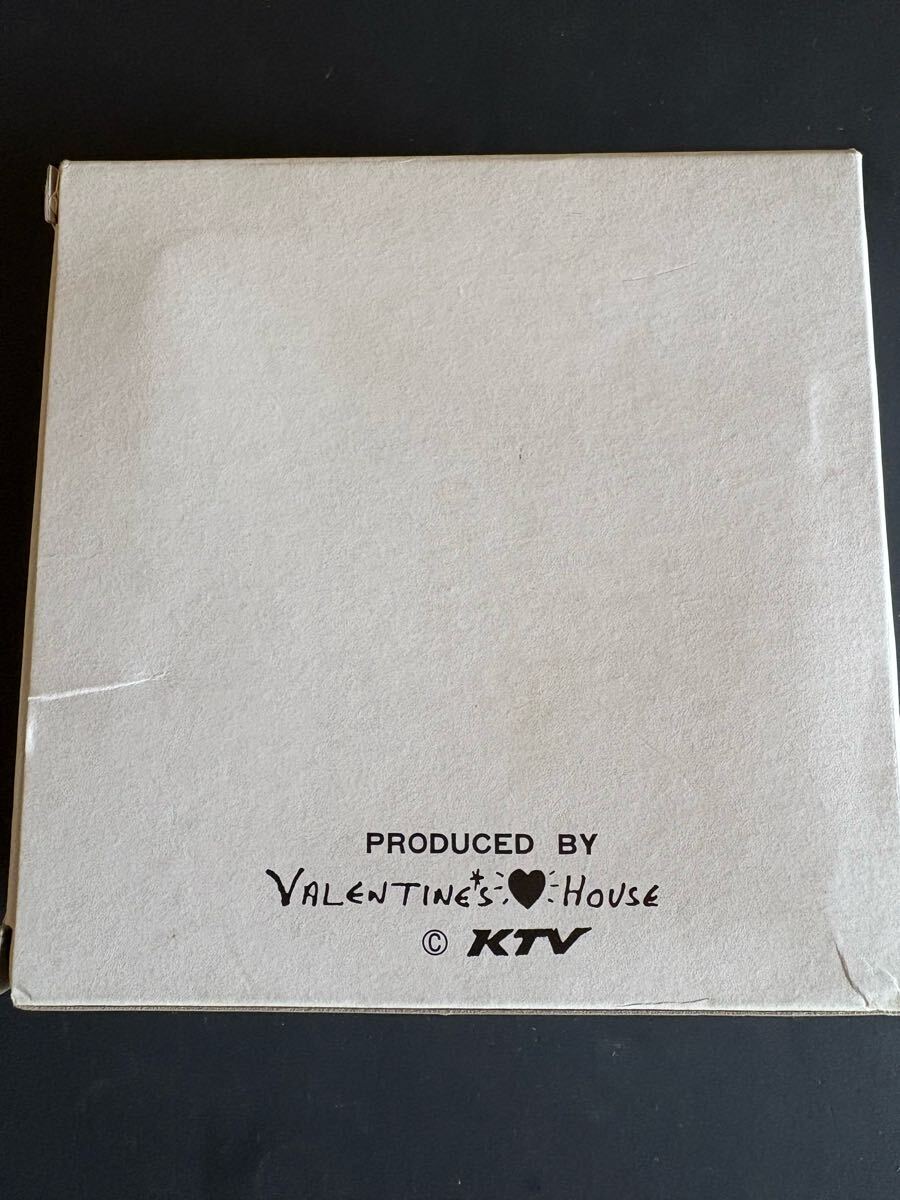 PRODUCED BY
VALENTINE'S ♥ HOUSE
© KTV